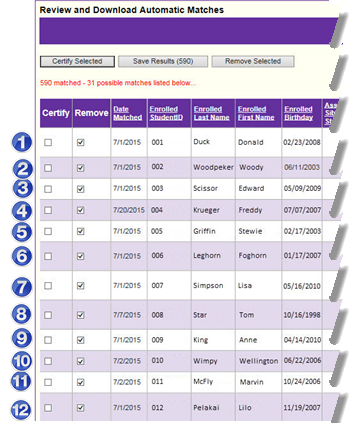 Review and Download Automatic Matches
Certify Selected Save Results (590) Remove Selected
590 matched - 31 possible matches listed below...
Certify Remove Date Matched Enrolled StudentID Enrolled Last Name Enrolled First Name Enrolled Birthday
1 7/1/2015 001 Duck Donald 02/23/2008
2 7/1/2015 002 Woodpeker Woody 06/11/2003
3 7/1/2015 003 Scissor Edward 05/09/2009
4 7/20/2015 004 Krueger Freddy 07/07/2007
5 7/1/2015 005 Griffin Stewie 02/17/2003
6 7/1/2015 006 Leghorn Foghorn 01/17/2007
7 7/1/2015 007 Simpson Lisa 05/16/2010
8 7/7/2015 008 Star Tom 10/16/1998
9 7/1/2015 009 King Anne 04/14/2010
10 7/2/2015 010 Wimpy Wellington 06/22/2006
11 7/2/2015 011 McFly Marvin 10/24/2006
12 7/1/2015 012 Pelakai Lilo 11/19/2007